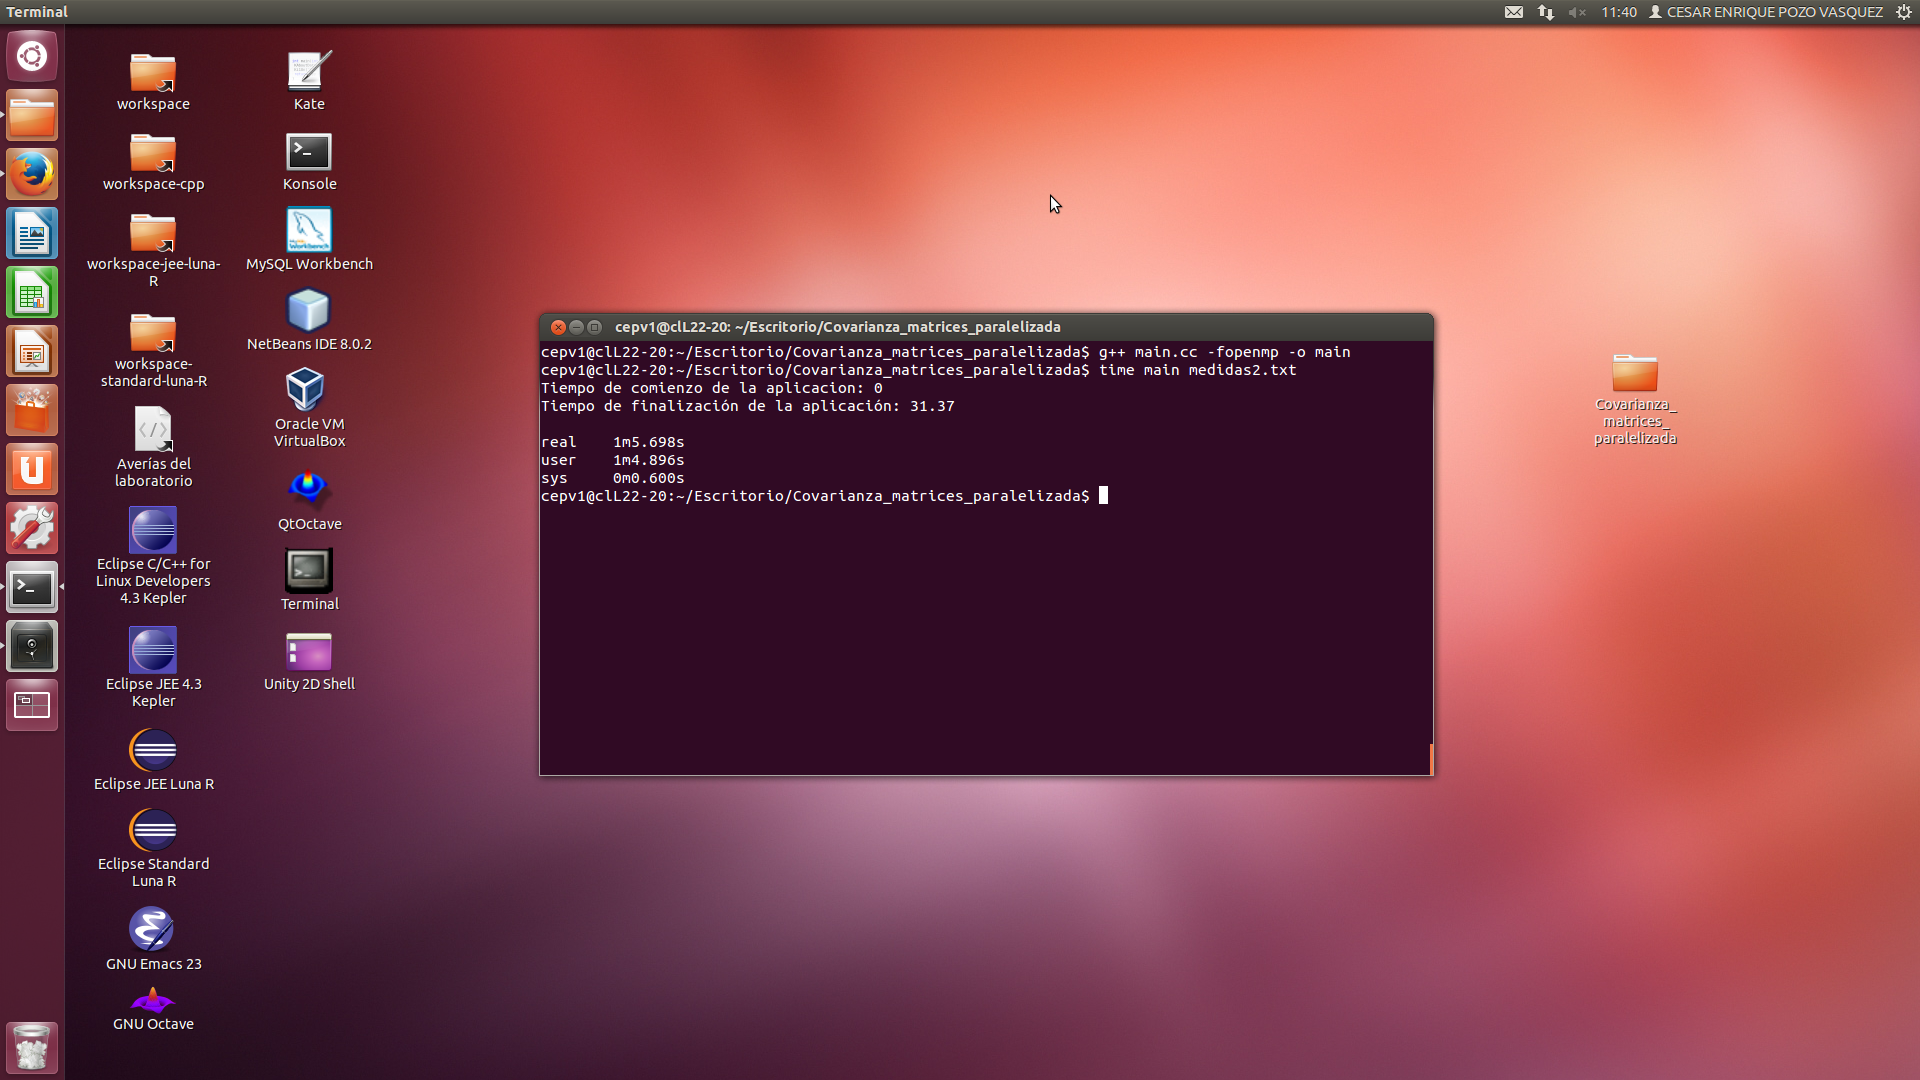 Terminal
11:40 CESAR ENRIQUE POZO VASQUEZ
workspace
workspace-cpp
workspace-jee-luna-
R
workspace-
standard-luna-R
Averías del
laboratorio
Eclipse C/C++ for
Linux Developers
4.3 Kepler
Eclipse JEE 4.3
Kepler
Eclipse JEE Luna R
Eclipse Standard
Luna R
GNU Emacs 23
GNU Octave
Kate
Konsole
MySQL Workbench
NetBeans IDE 8.0.2
Oracle VM
VirtualBox
QtOctave
Terminal
Unity 2D Shell
cepv1@clL22-20: ~/Escritorio/Covarianza_matrices_paralelizada
cepv1@clL22-20:~/Escritorio/Covarianza_matrices_paralelizada$ g++ main.cc -fopenmp -o main
cepv1@clL22-20:~/Escritorio/Covarianza_matrices_paralelizada$ time main medidas2.txt
Tiempo de comienzo de la aplicacion: 0
Tiempo de finalización de la aplicación: 31.37
real 1m5.698s
user 1m4.896s
sys 0m0.600s
cepv1@clL22-20:~/Escritorio/Covarianza_matrices_paralelizada$
Covarianza_
matrices_
paralelizada